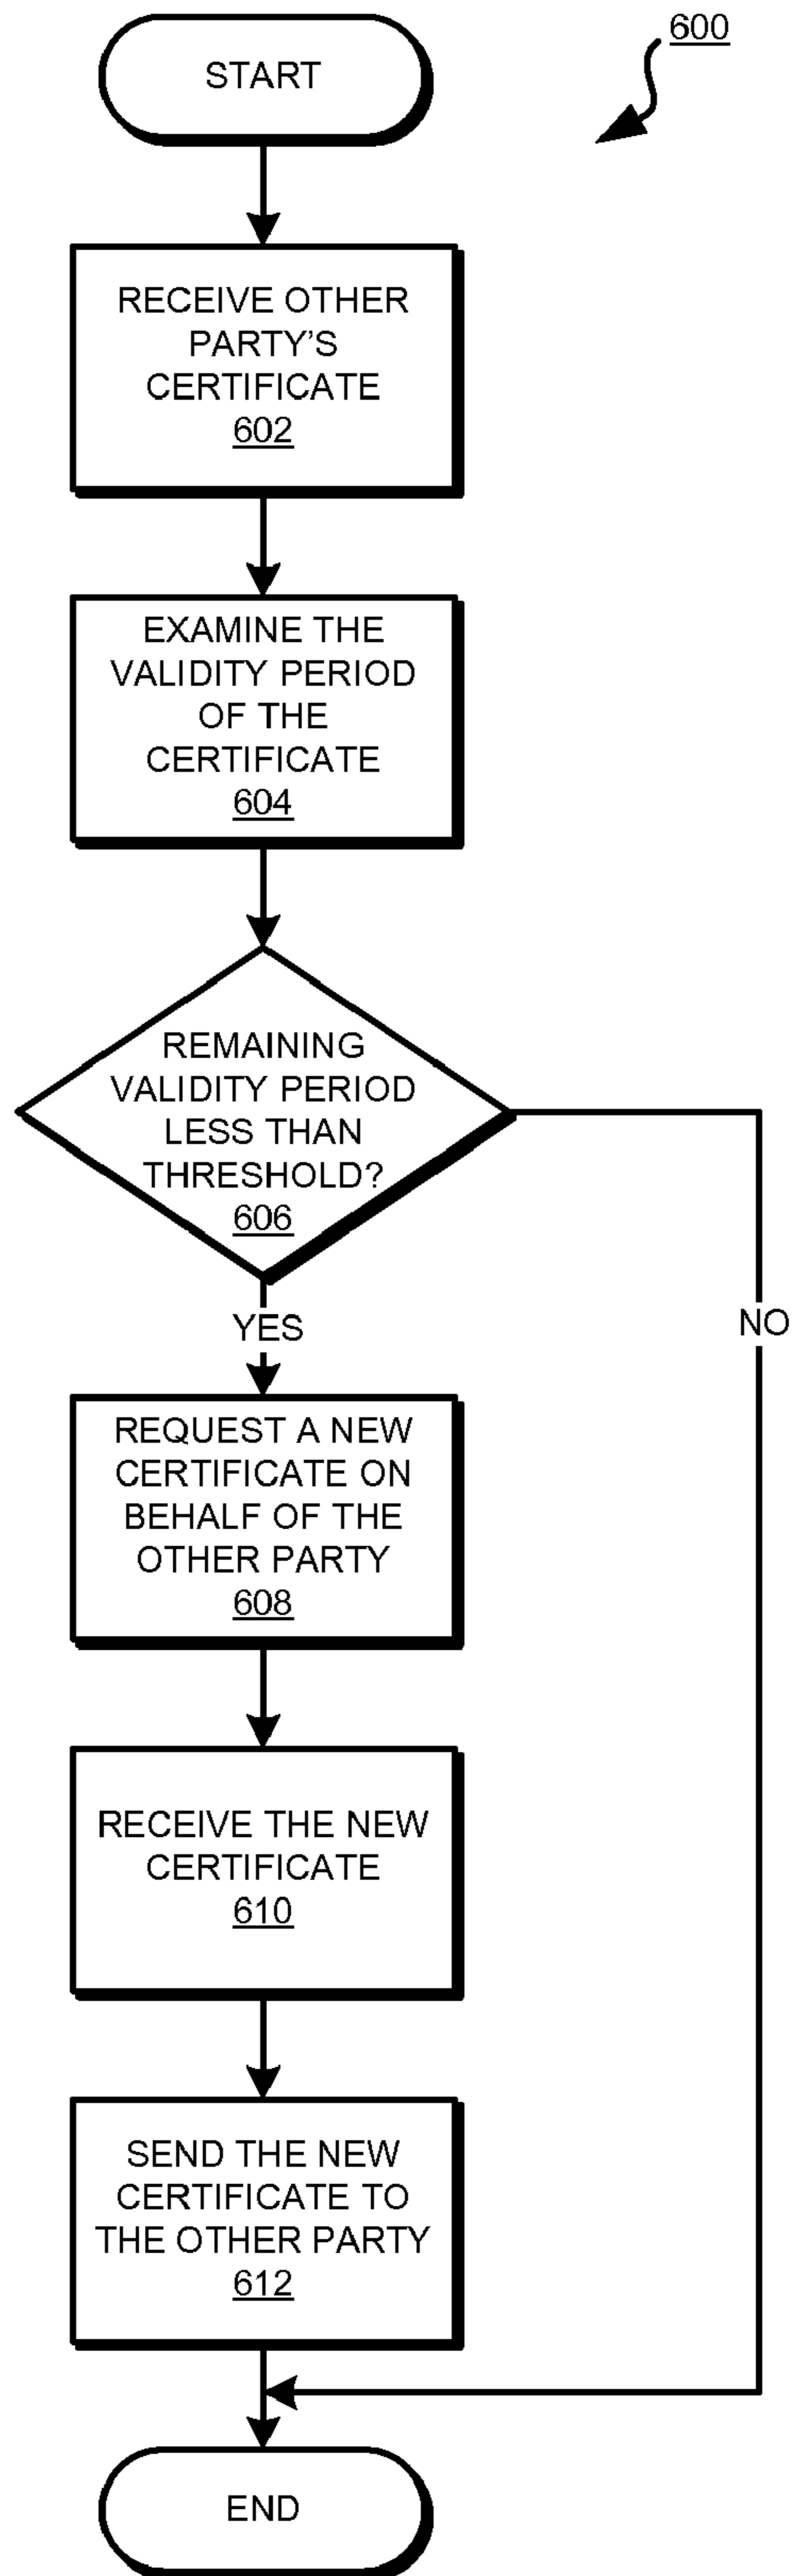 600
START
RECEIVE OTHER
PARTY'S
CERTIFICATE
602
EXAMINE THE
VALIDITY PERIOD
OF THE
CERTIFICATE
604
REMAINING
VALIDITY PERIOD
LESS THAN
THRESHOLD?
606
YES
NO
REQUEST A NEW
CERTIFICATE ON
BEHALF OF THE
OTHER PARTY
608
RECEIVE THE NEW
CERTIFICATE
610
SEND THE NEW
CERTIFICATE TO
THE OTHER PARTY
612
END